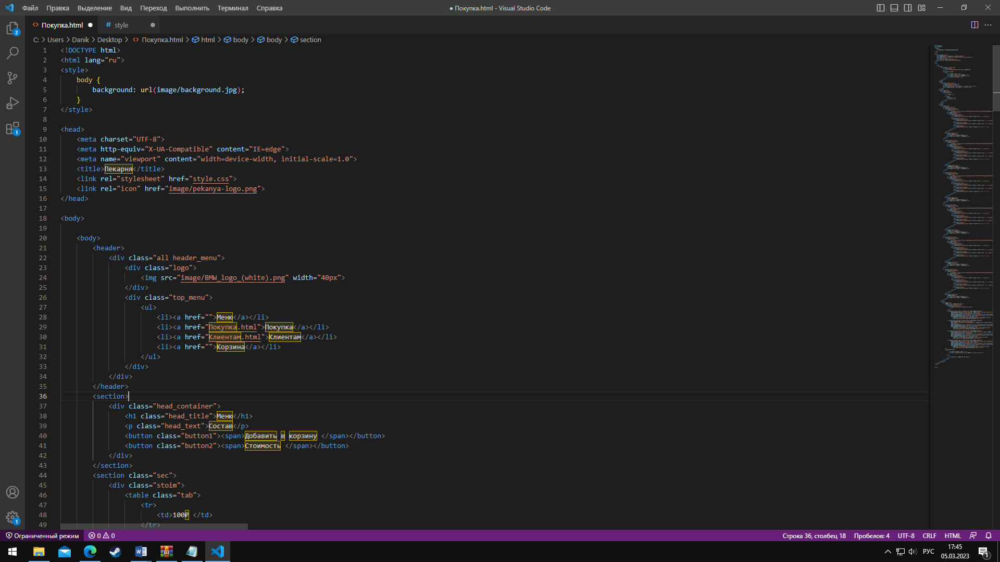 Файл Правка Выделение Вид Переход Выполнить Терминал Справка
● Покупка.html - Visual Studio Code
Покупка.html
# style
C: > Users > Danik > Desktop > Покупка.html > html > body > body > section
1 <!DOCTYPE html>
2 <html lang="ru">
3 <style>
4 body {
5 background: url(image/background.jpg);
6 }
7 </style>
8
9 <head>
10 <meta charset="UTF-8">
11 <meta http-equiv="X-UA-Compatible" content="IE=edge">
12 <meta name="viewport" content="width=device-width, initial-scale=1.0">
13 <title>Пекарня</title>
14 <link rel="stylesheet" href="style.css">
15 <link rel="icon" href="image/pekanya-logo.png">
16 </head>
17
18 <body>
19
20 <body>
21 <header>
22 <div class="all header_menu">
23 <div class="logo">
24 <img src="image/BMW_logo_(white).png" width="40px">
25 </div>
26 <div class="top_menu">
27 <ul>
28 <li><a href="">Меню</a></li>
29 <li><a href="Покупка.html">Покупка</a></li>
30 <li><a href="Клиентам.html">Клиентам</a></li>
31 <li><a href="">Корзина</a></li>
32 </ul>
33 </div>
34 </div>
35 </header>
36 <section>
37 <div class="head_container">
38 <h1 class="head_title">Меню</h1>
39 <p class="head_text">Состав</p>
40 <button class="button1"><span>Добавить в корзину </span></button>
41 <button class="button2"><span>Стоимость </span></button>
42 </div>
43 </section>
44 <section class="sec">
45 <div class="stoim">
46 <table class="tab">
47 <tr>
48 <td>100₽ </td>
49 </tr>
2
1
1
Ограниченный режим 0 0
Строка 36, столбец 18 Пробелов: 4 UTF-8 CRLF HTML
РУС
17:45
05.03.2023
1